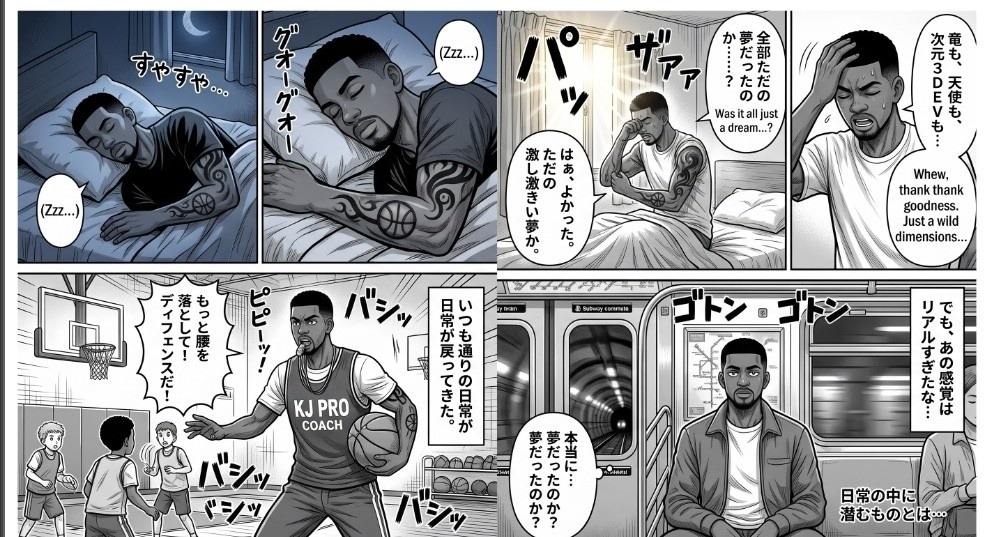 すやすや…
(Zzz...)
グオーグオー
(Zzz...)
パッ
ザァァ
全部ただの
夢だったの
か……?
Was it all just
a dream...?
はぁ、よかった。
ただの
激し激きい夢か。
竜も、天使も、
次元3DEVも…
Whew,
thank thank
goodness.
Just a wild
dimensions...
もっと腰を
落として!
ディフェンスだ!
ピピーッ!
バシッ
いつも通りの日常が
日常が戻ってきた。
KJ PRO
COACH
バシッ
バシッ
バシッ
Subway commute
ゴトン
ゴトン
でも、あの感覚は
リアルすぎたな…
本当に…
夢だったのか?
夢だったのか?
日常の中に
潜むものとは…